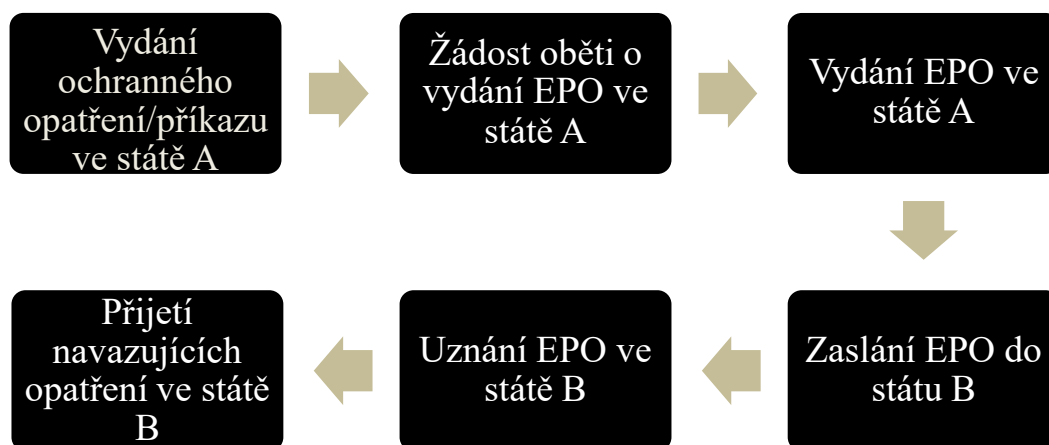 Vydání
ochranného
opatření/příkazu
ve státě A
Žádost oběti o
vydání EPO ve
státě A
Vydání EPO ve
státě A
Zaslání EPO do
státu B
Uznání EPO ve
státě B
Přijetí
navazujících
opatření ve státě
B